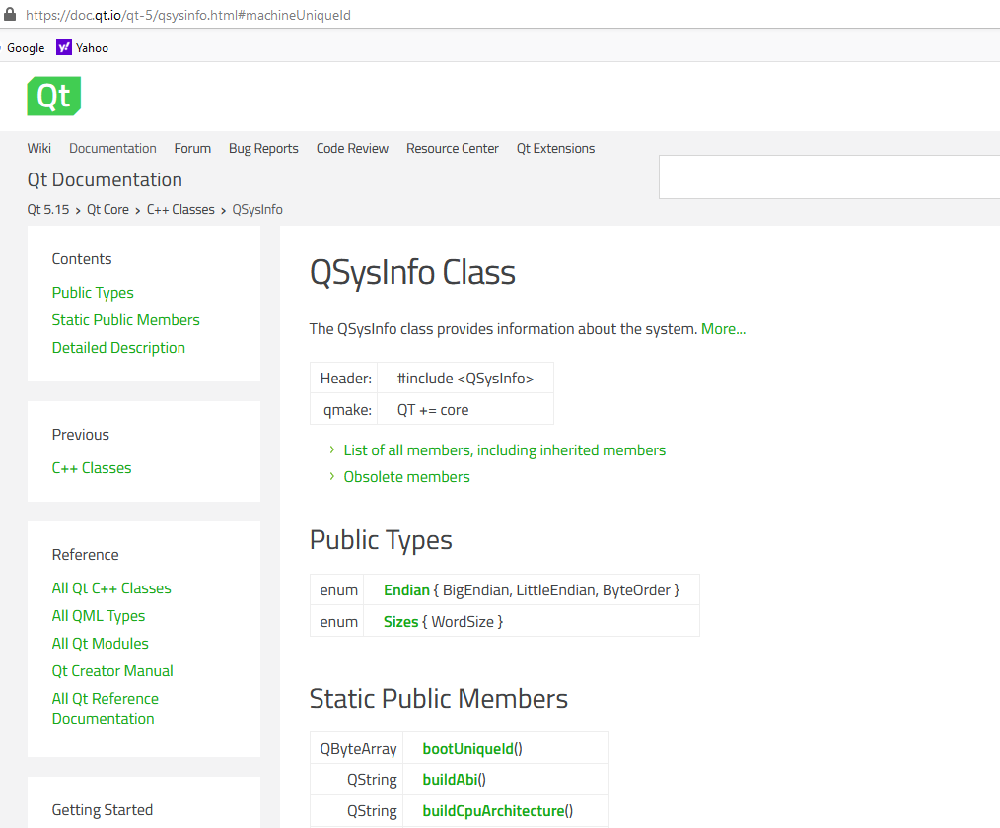 https://doc.qt.io/qt-5/qsysinfo.html#machineUniqueId
Google Yahoo
Qt
Wiki Documentation Forum Bug Reports Code Review Resource Center Qt Extensions
Qt Documentation
Qt 5.15 › Qt Core › C++ Classes › QSysInfo
Contents
Public Types
Static Public Members
Detailed Description
Previous
C++ Classes
Reference
All Qt C++ Classes
All QML Types
All Qt Modules
Qt Creator Manual
All Qt Reference
Documentation
Getting Started
QSysInfo Class
The QSysInfo class provides information about the system. More...
Header: #include <QSysInfo>
qmake: QT += core
› List of all members, including inherited members
› Obsolete members
Public Types
enum Endian { BigEndian, LittleEndian, ByteOrder }
enum Sizes { WordSize }
Static Public Members
QByteArray bootUniqueId()
QString buildAbi()
QString buildCpuArchitecture()